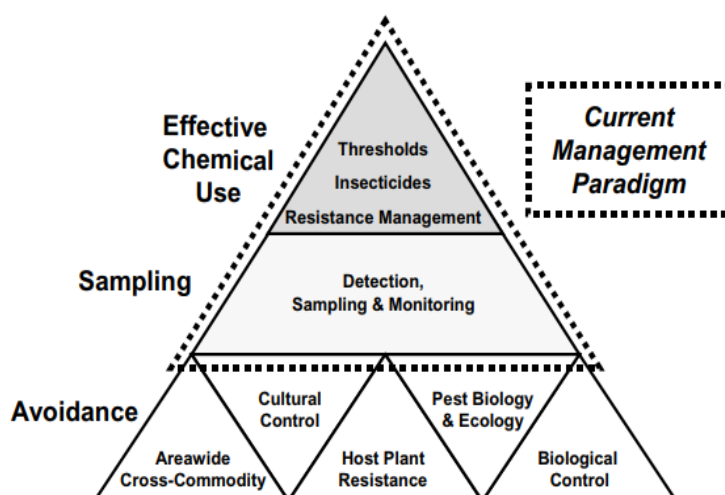 Effective
Chemical
Use
Thresholds
Insecticides
Resistance Management
Current
Management
Paradigm
Sampling
Detection,
Sampling & Monitoring
Avoidance
Cultural
Control
Pest Biology
& Ecology
Areawide
Cross-Commodity
Host Plant
Resistance
Biological
Control